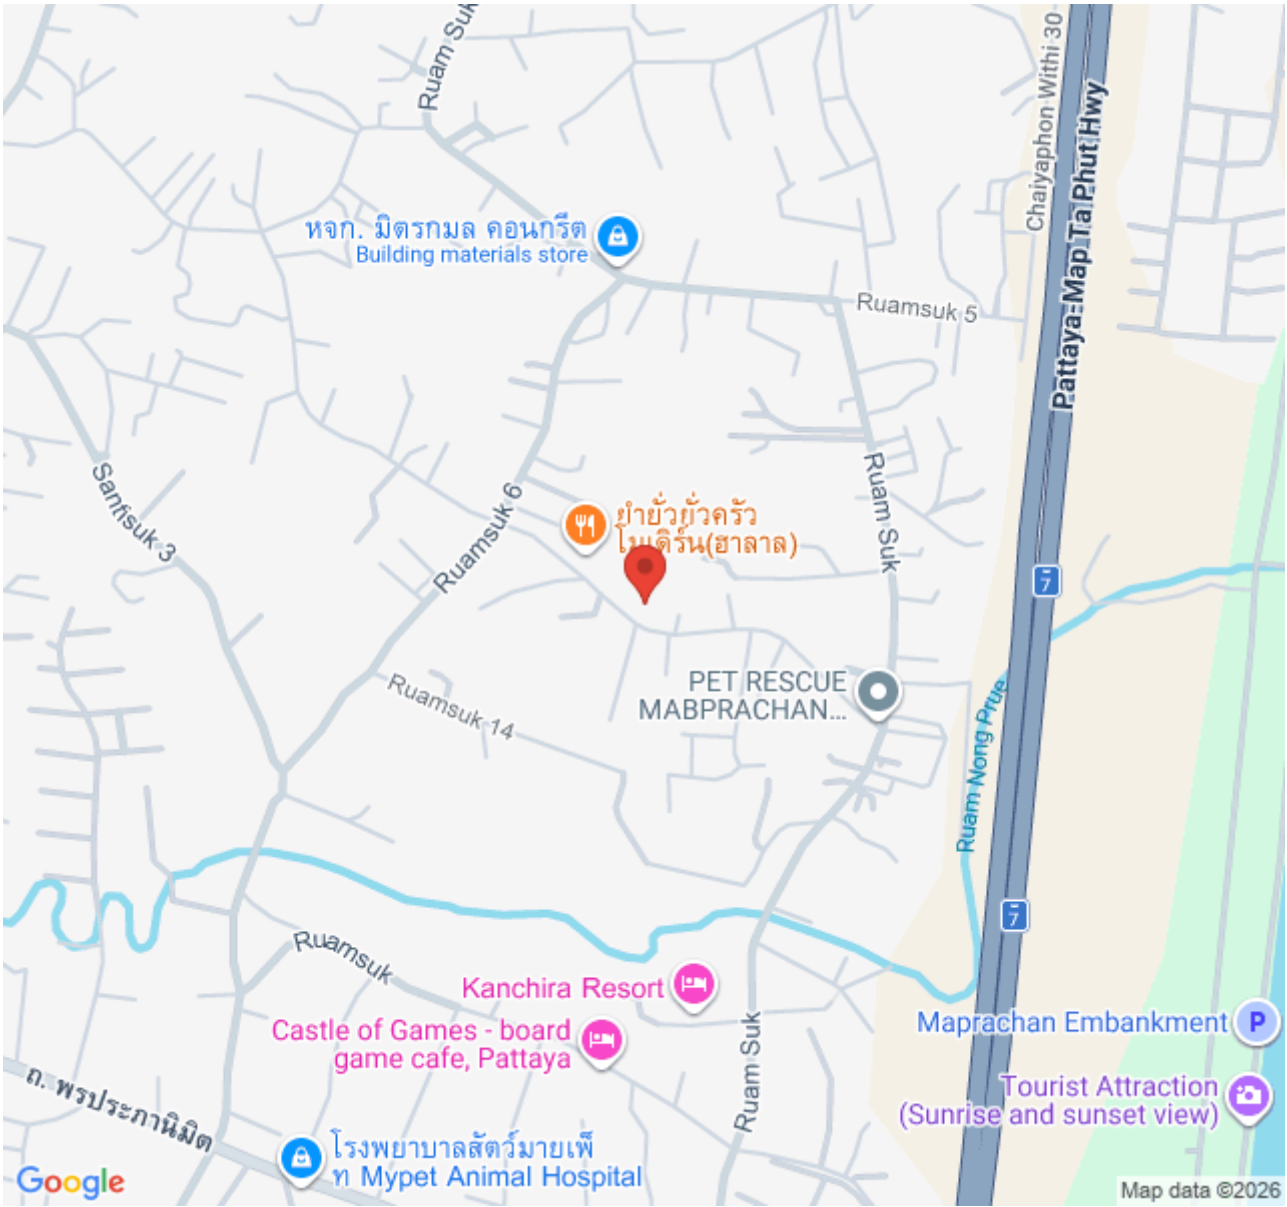 Ruam Suk
Chaiyaphon Withi 30
Pattaya-Map Ta Phut Hwy
หจก. มิตรกมล คอนกรีต
Building materials store
Ruamsuk 5
Santisuk 3
Ruamsuk 6
ยำยั่วยั่วครัว
โมเดิร์น(ฮาลาล)
Ruam Suk
7
Ruamsuk 14
PET RESCUE
MABPRACHAN...
Ruam Nong Prue
7
Ruamsuk
Kanchira Resort
Castle of Games - board
game cafe, Pattaya
Ruam Suk
Maprachan Embankment
P
Tourist Attraction
(Sunrise and sunset view)
ถ. พรประภานิมิต
โรงพยาบาลสัตว์มายเพ็
ท Mypet Animal Hospital
Google
Map data ©2026